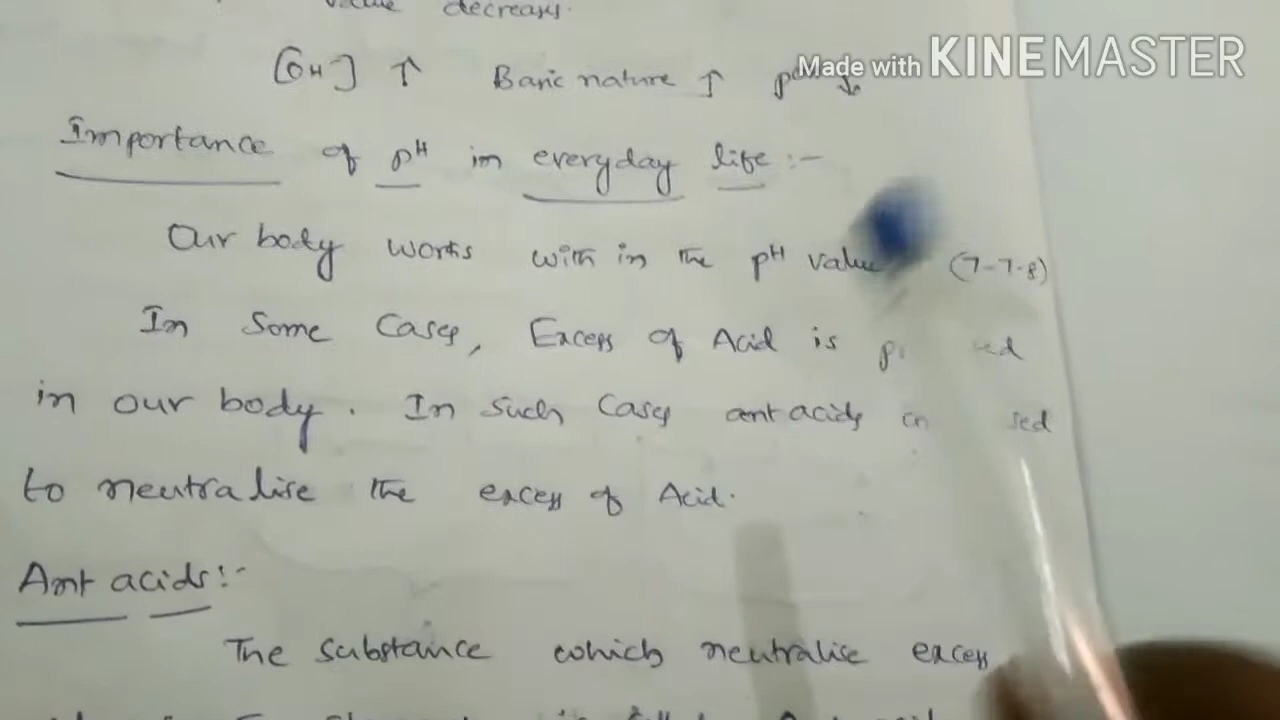 value decreases.
[OH] ↑ Basic nature ↑
Made with KINEMASTER
Importance of pH in everyday life :-
Our body works with in the pH value (7-7.8)
In Some Cases, Excess of Acid is
in our body. In such Cases antacids
to neutralise the excess of Acid.
Ant acids :-
The substance which neutralise excess